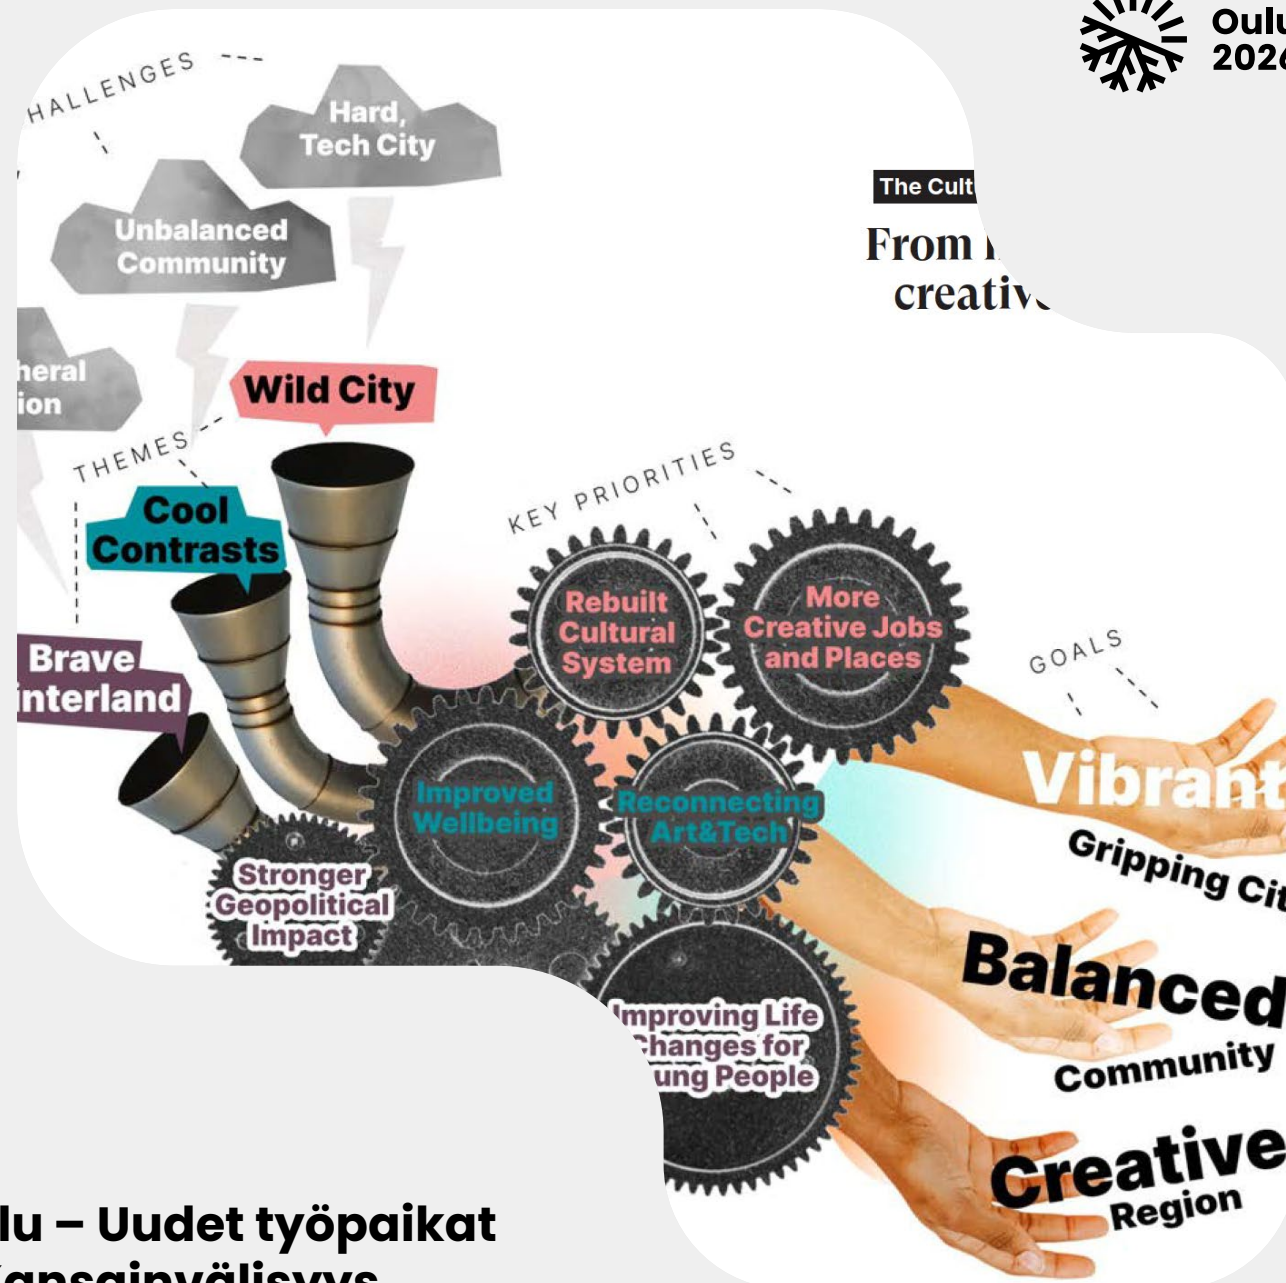 Oulu
2026
HALLENGES
Hard,
Tech City
Unbalanced
Community
heral
ion
The Cult
From
creativ
Wild City
THEMES
Cool
Contrasts
Brave
interland
KEY PRIORITIES
Rebuilt
Cultural
System
More
Creative Jobs
and Places
Improved
Wellbeing
Reconnecting
Art&Tech
Stronger
Geopolitical
Impact
Improving Life
Changes for
ung People
GOALS
Vibrant
Gripping Cit
Balanced
Community
Creative
Region
lu – Uudet työpaikat
Kansainvälisyys